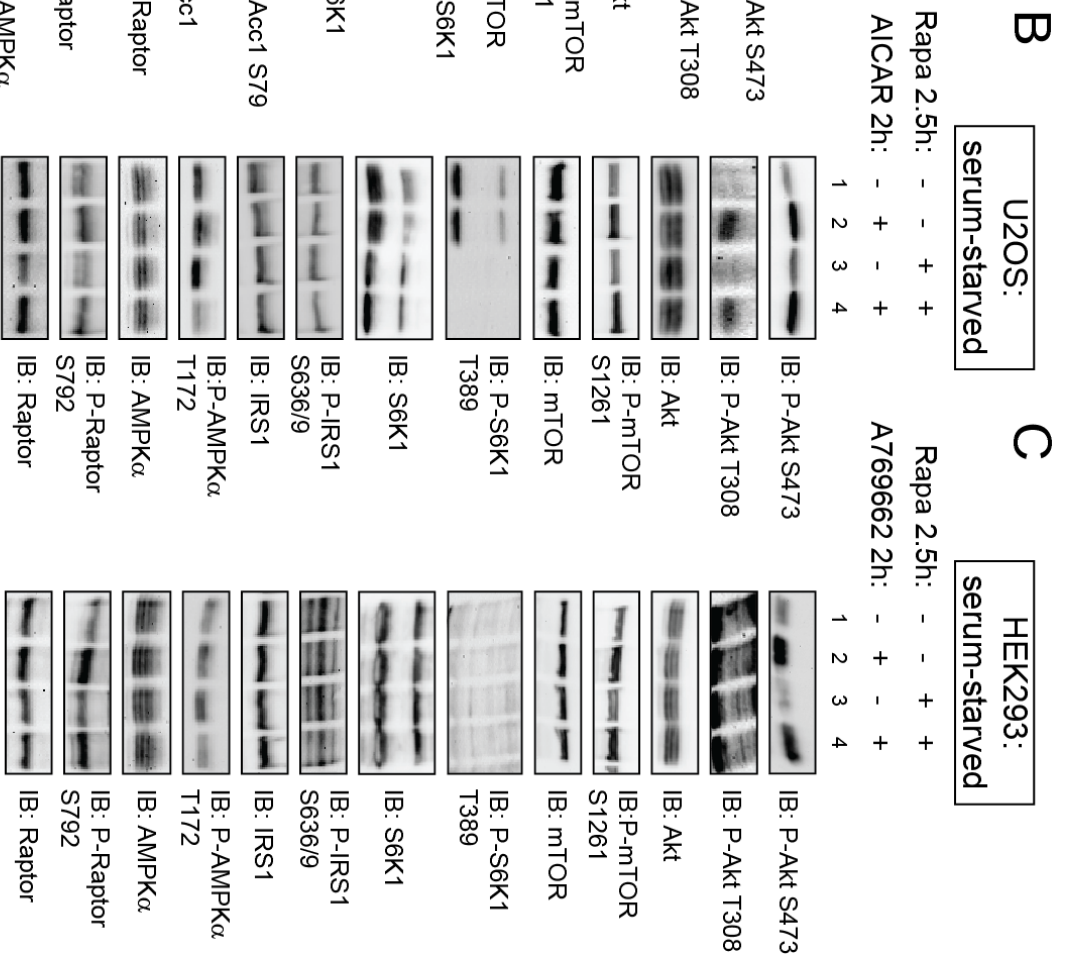 B
U2OS:
serum-starved
Rapa 2.5h: - - + +
AICAR 2h: - + - +
1 2 3 4
Akt S473
IB: P-Akt S473
Akt T308
IB: P-Akt T308
IB: Akt
mTOR
IB: P-mTOR
S1261
TOR
IB: mTOR
S6K1
IB: P-S6K1
T389
IB: S6K1
IB: P-IRS1
S636/9
Acc1 S79
IB: IRS1
IB:P-AMPKα
T172
Raptor
IB: AMPKα
IB: P-Raptor
S792
AMPKα
IB: Raptor
C
HEK293:
serum-starved
Rapa 2.5h: - - + +
A769662 2h: - + - +
1 2 3 4
IB: P-Akt S473
IB: P-Akt T308
IB: Akt
IB:P-mTOR
S1261
IB: mTOR
IB: P-S6K1
T389
IB: S6K1
IB: P-IRS1
S636/9
IB: IRS1
IB: P-AMPKα
T172
IB: AMPKα
IB: P-Raptor
S792
IB: Raptor